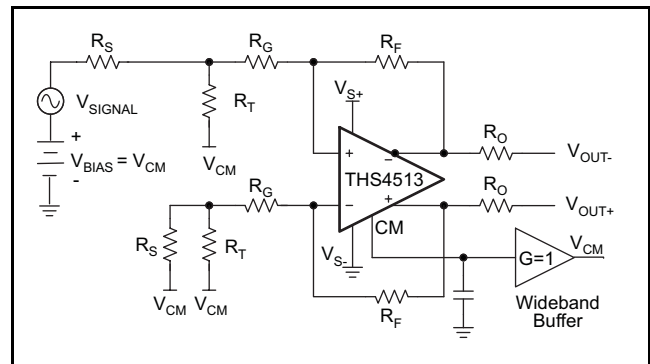 R_S
R_G
R_F
V_S+
V_SIGNAL
R_T
R_O
V_BIAS = V_CM
+
-
V_CM
+
−
THS4513
V_OUT-
R_G
R_O
−
+
V_OUT+
R_S
R_T
CM
V_S-
V_CM
G=1
V_CM
V_CM
R_F
Wideband
Buffer